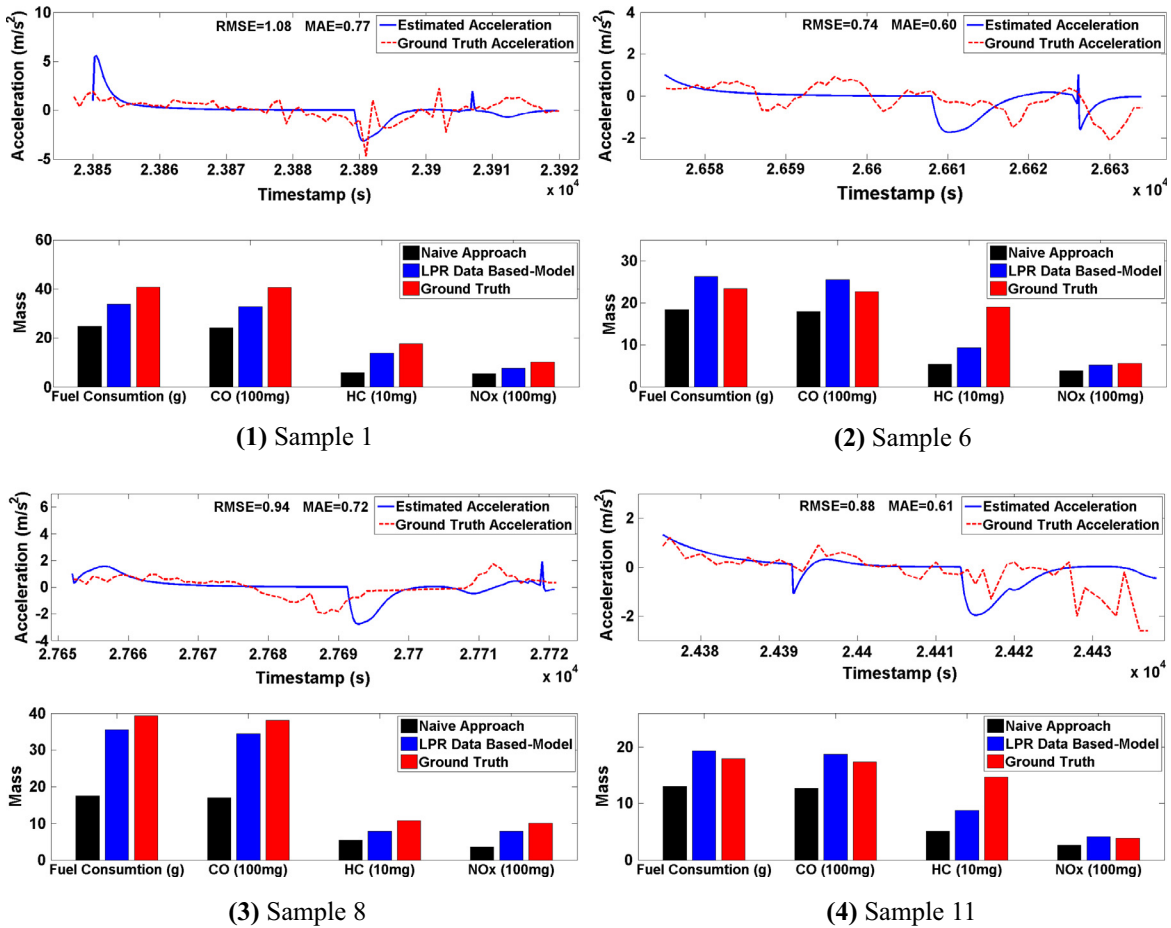 RMSE=1.08 MAE=0.77
Estimated Acceleration
Ground Truth Acceleration
Acceleration (m/s²)
10
5
0
-5
2.385 2.386 2.387 2.388 2.389 2.39 2.391 2.392
Timestamp (s)
x 10⁴
Naive Approach
LPR Data Based-Model
Ground Truth
Mass
60
40
20
0
Fuel Consumtion (g) CO (100mg) HC (10mg) NOx (100mg)
(1) Sample 1
RMSE=0.74 MAE=0.60
Estimated Acceleration
Ground Truth Acceleration
Acceleration (m/s²)
4
2
0
-2
2.658 2.659 2.66 2.661 2.662 2.663
Timestamp (s)
x 10⁴
Naive Approach
LPR Data Based-Model
Ground Truth
Mass
30
20
10
0
Fuel Consumtion (g) CO (100mg) HC (10mg) NOx (100mg)
(2) Sample 6
RMSE=0.94 MAE=0.72
Estimated Acceleration
Ground Truth Acceleration
Acceleration (m/s²)
6
4
2
0
-2
-4
2.765 2.766 2.767 2.768 2.769 2.77 2.771 2.772
Timestamp (s)
x 10⁴
Naive Approach
LPR Data Based-Model
Ground Truth
Mass
40
30
20
10
0
Fuel Consumtion (g) CO (100mg) HC (10mg) NOx (100mg)
(3) Sample 8
RMSE=0.88 MAE=0.61
Estimated Acceleration
Ground Truth Acceleration
Acceleration (m/s²)
2
0
-2
2.438 2.439 2.44 2.441 2.442 2.443
Timestamp (s)
x 10⁴
Naive Approach
LPR Data Based-Model
Ground Truth
Mass
20
10
0
Fuel Consumtion (g) CO (100mg) HC (10mg) NOx (100mg)
(4) Sample 11